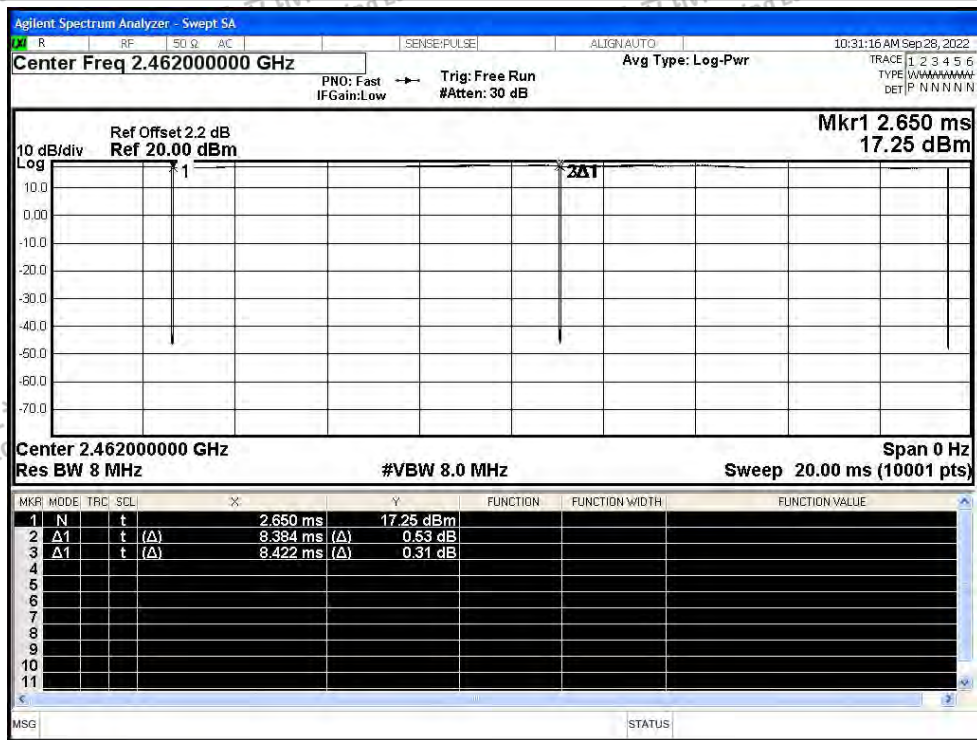 Agilent Spectrum Analyzer - Swept SA
R RF 50 Ω AC SENSE:PULSE ALIGN AUTO 10:31:16 AM Sep 28, 2022
Center Freq 2.462000000 GHz Avg Type: Log-Pwr TRACE 1 2 3 4 5 6
PNO: Fast Trig: Free Run TYPE
IFGain:Low #Atten: 30 dB DET P N N N N N
Mkr1 2.650 ms
Ref Offset 2.2 dB
10 dB/div Ref 20.00 dBm 17.25 dBm
Log
1
10.0
0.00
-10.0
-20.0
-30.0
-40.0
-50.0
-60.0
-70.0
Center 2.462000000 GHz Span 0 Hz
Res BW 8 MHz #VBW 8.0 MHz Sweep 20.00 ms (10001 pts)
MKR MODE TRC SCL X Y FUNCTION FUNCTION WIDTH FUNCTION VALUE
1 N t 2.650 ms 17.25 dBm
2 Δ1 t (Δ) 8.384 ms (Δ) 0.53 dB
3 Δ1 t (Δ) 8.422 ms (Δ) 0.31 dB
4
5
6
7
8
9
10
11
MSG STATUS